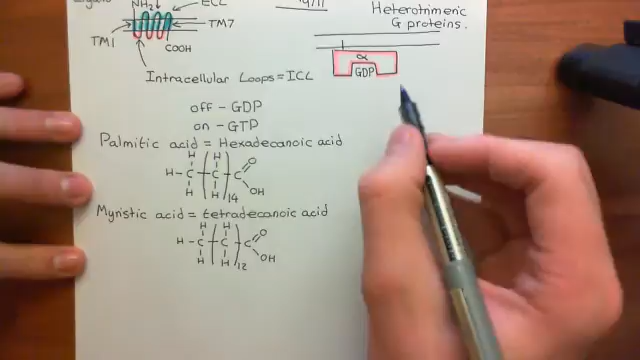 NH₂
ECL
TM7
TM1
COOH
Heterotrimeric
G proteins.
α
GDP
Intracellular Loops = ICL
off - GDP
on - GTP
Palmitic acid = Hexadecanoic acid
H H
H - C - C - C O
H H 14 OH
Myristic acid = tetradecanoic acid
H H
H - C - C - C O
H H 12 OH